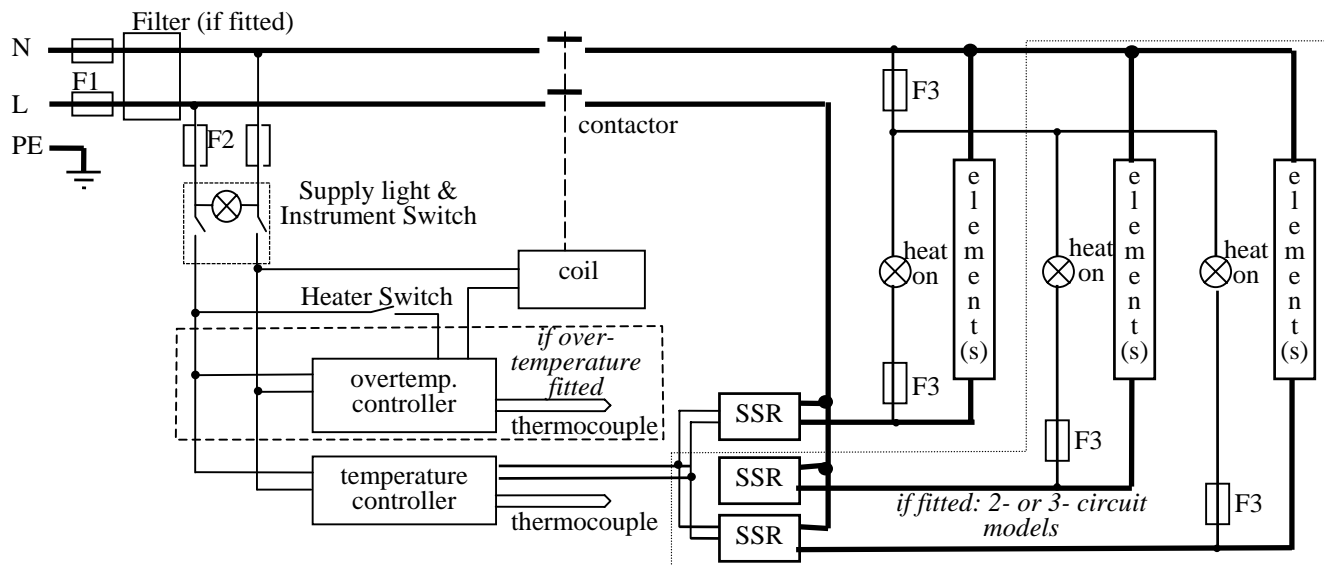 Filter (if fitted)
N
F1
L
PE
F2
contactor
Supply light &
Instrument Switch
coil
Heater Switch
if over-
temperature
fitted
overtemp.
controller
thermocouple
temperature
controller
thermocouple
SSR
SSR
SSR
F3
heat
on
element(s)
F3
heat
on
element(s)
F3
heat
on
element(s)
F3
if fitted: 2- or 3- circuit
models